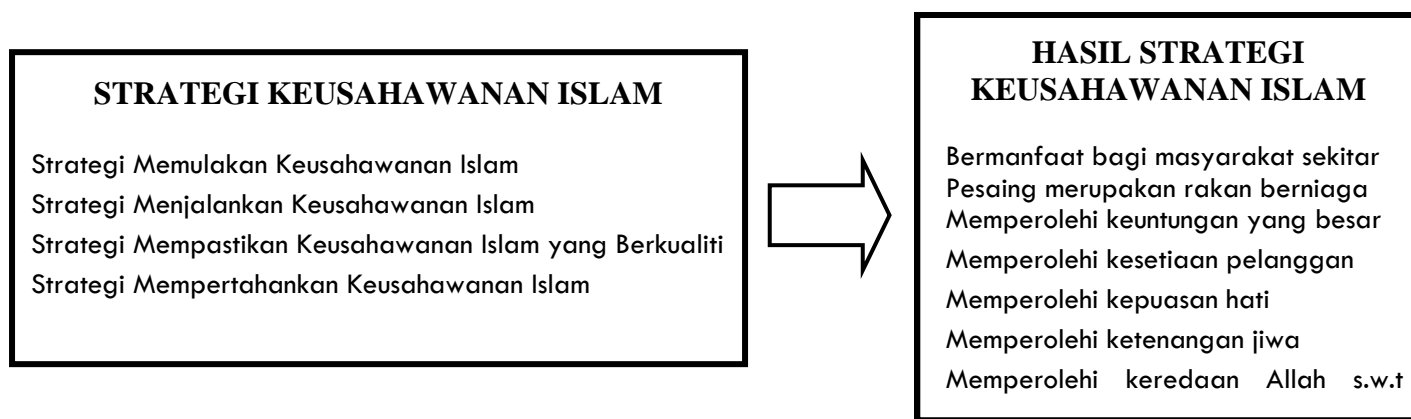 STRATEGI KEUSAHAWANAN ISLAM
Strategi Memulakan Keusahawanan Islam
Strategi Menjalankan Keusahawanan Islam
Strategi Mempastikan Keusahawanan Islam yang Berkualiti
Strategi Mempertahankan Keusahawanan Islam
HASIL STRATEGI
KEUSAHAWANAN ISLAM
Bermanfaat bagi masyarakat sekitar
Pesaing merupakan rakan berniaga
Memperolehi keuntungan yang besar
Memperolehi kesetiaan pelanggan
Memperolehi kepuasan hati
Memperolehi ketenangan jiwa
Memperolehi keredaan Allah s.w.t